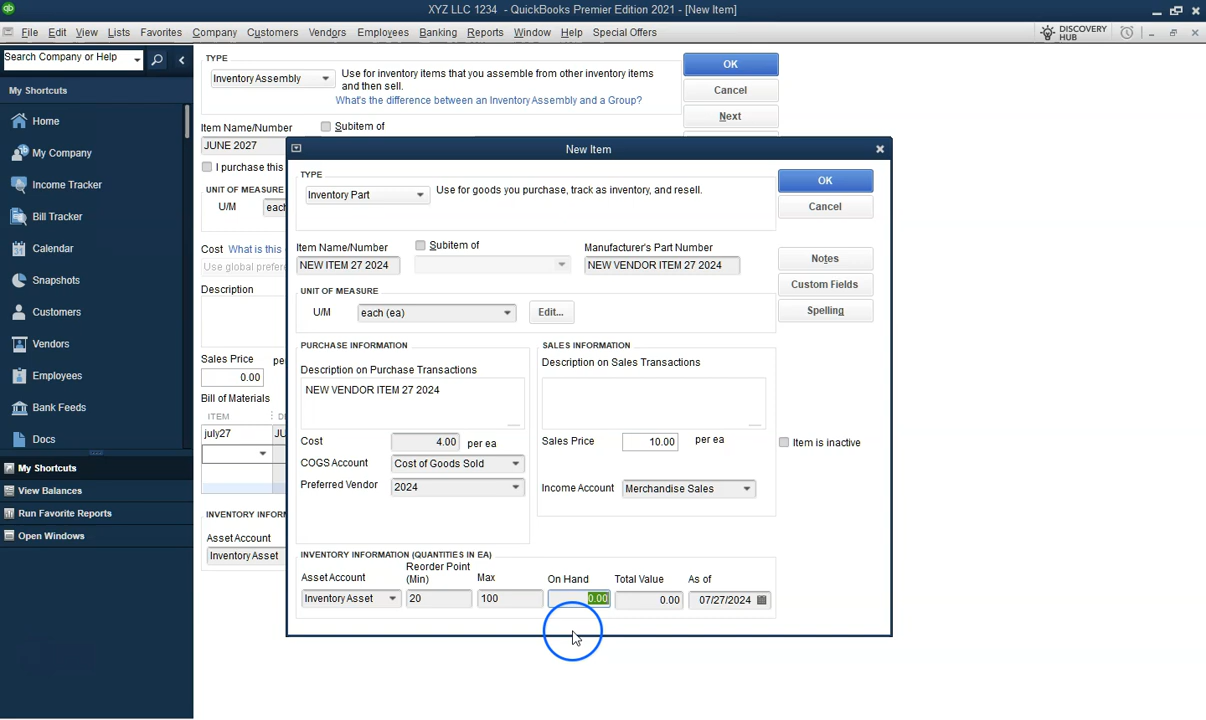 qb
XYZ LLC 1234 - QuickBooks Premier Edition 2021 - [New Item]
File Edit View Lists Favorites Company Customers Vendors Employees Banking Reports Window Help Special Offers
DISCOVERY
HUB
Search Company or Help
My Shortcuts
Home
My Company
Income Tracker
Bill Tracker
Calendar
Snapshots
Customers
Vendors
Employees
Bank Feeds
Docs
My Shortcuts
View Balances
Run Favorite Reports
Open Windows
TYPE
Inventory Assembly
Use for inventory items that you assemble from other inventory items
and then sell.
What's the difference between an Inventory Assembly and a Group?
OK
Cancel
Next
Item Name/Number
Subitem of
JUNE 2027
I purchase this
UNIT OF MEASURE
U/M
each
Cost What is this
Use global prefere
Description
Sales Price pe
0.00
Bill of Materials
ITEM
july27 JU
INVENTORY INFORM
Asset Account
Inventory Asset
New Item
TYPE
Inventory Part
Use for goods you purchase, track as inventory, and resell.
OK
Cancel
Item Name/Number
Subitem of
Manufacturer's Part Number
NEW ITEM 27 2024
NEW VENDOR ITEM 27 2024
Notes
Custom Fields
Spelling
UNIT OF MEASURE
U/M
each (ea)
Edit...
PURCHASE INFORMATION
Description on Purchase Transactions
NEW VENDOR ITEM 27 2024
Cost 4.00 per ea
COGS Account Cost of Goods Sold
Preferred Vendor 2024
SALES INFORMATION
Description on Sales Transactions
Sales Price 10.00 per ea
Income Account Merchandise Sales
Item is inactive
INVENTORY INFORMATION (QUANTITIES IN EA)
Asset Account
Reorder Point
(Min)
Max
On Hand
Total Value
As of
Inventory Asset 20 100 0.00 0.00 07/27/2024